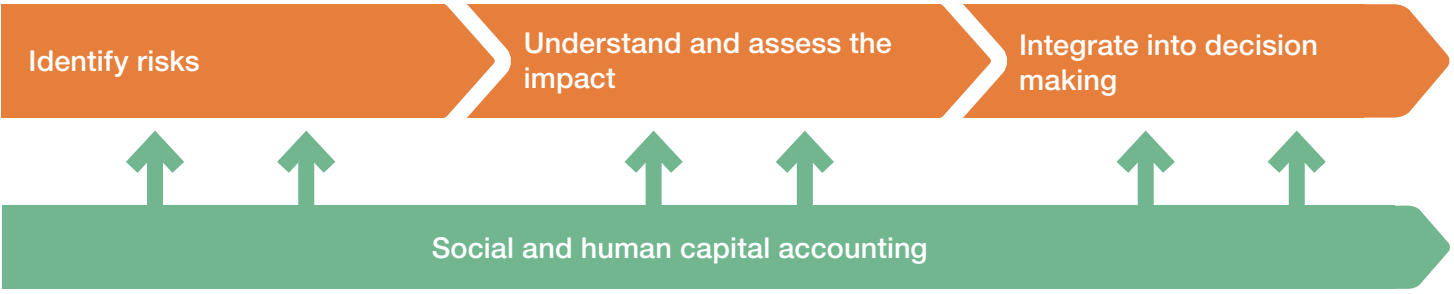 Identify risks
Understand and assess the
impact
Integrate into decision
making
Social and human capital accounting